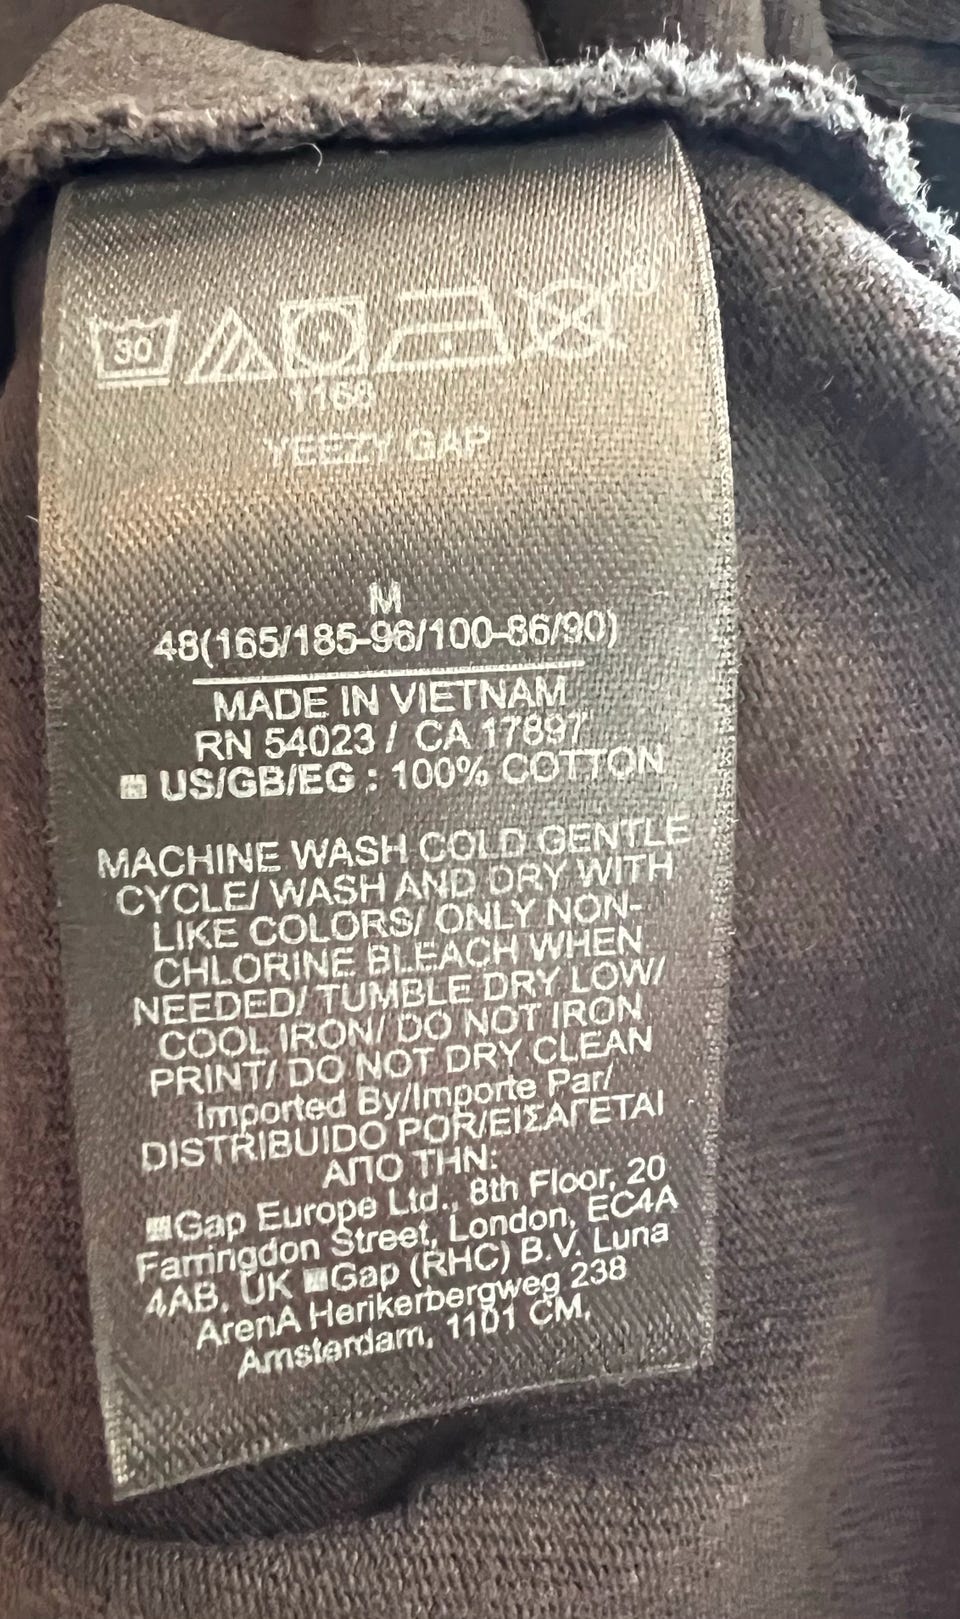 30
1166
YEEZY GAP
M
48(165/185-96/100-86/90)
MADE IN VIETNAM
RN 54023 / CA 17897
US/GB/EG : 100% COTTON
MACHINE WASH COLD GENTLE
CYCLE/ WASH AND DRY WITH
LIKE COLORS/ ONLY NON-
CHLORINE BLEACH WHEN
NEEDED/ TUMBLE DRY LOW/
COOL IRON/ DO NOT IRON
PRINT/ DO NOT DRY CLEAN
Imported By/Importe Par/
DISTRIBUIDO POR/ΕΙΣΑΓΕΤΑΙ
ΑΠΟ ΤΗΝ:
Gap Europe Ltd., 8th Floor, 20
Farringdon Street, London, EC4A
4AB, UK Gap (RHC) B.V. Luna
ArenA Herikerbergweg 238
Amsterdam, 1101 CM,